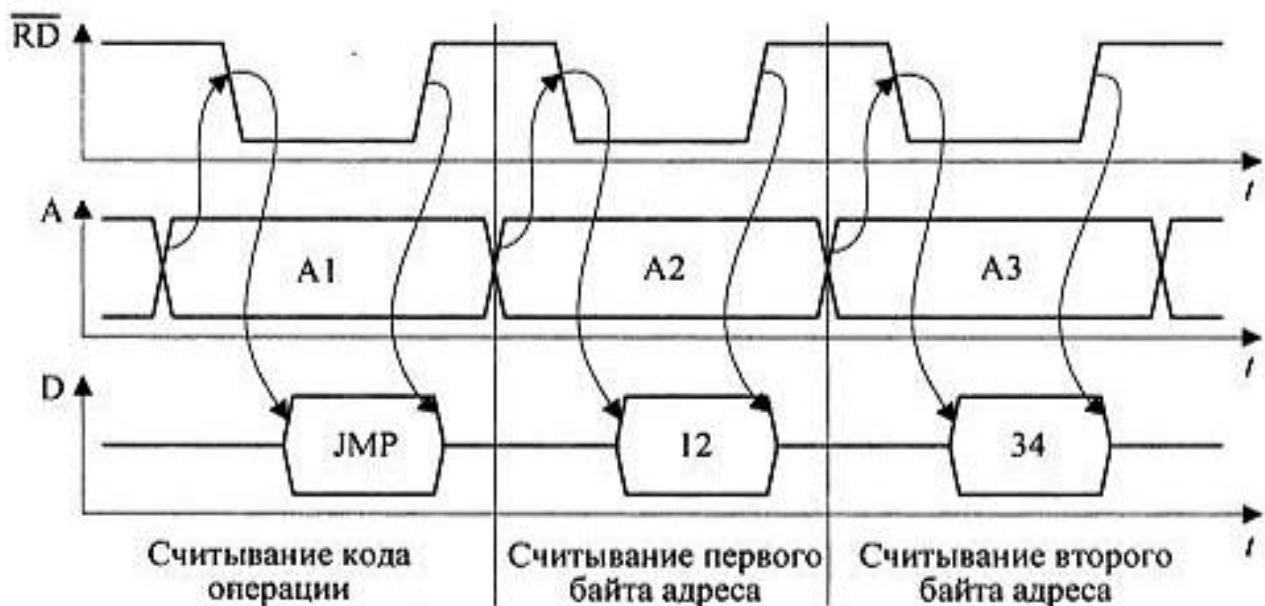 RD
t
A
A1
A2
A3
t
D
JMP
12
34
t
Считывание кода
операции
Считывание первого
байта адреса
Считывание второго
байта адреса